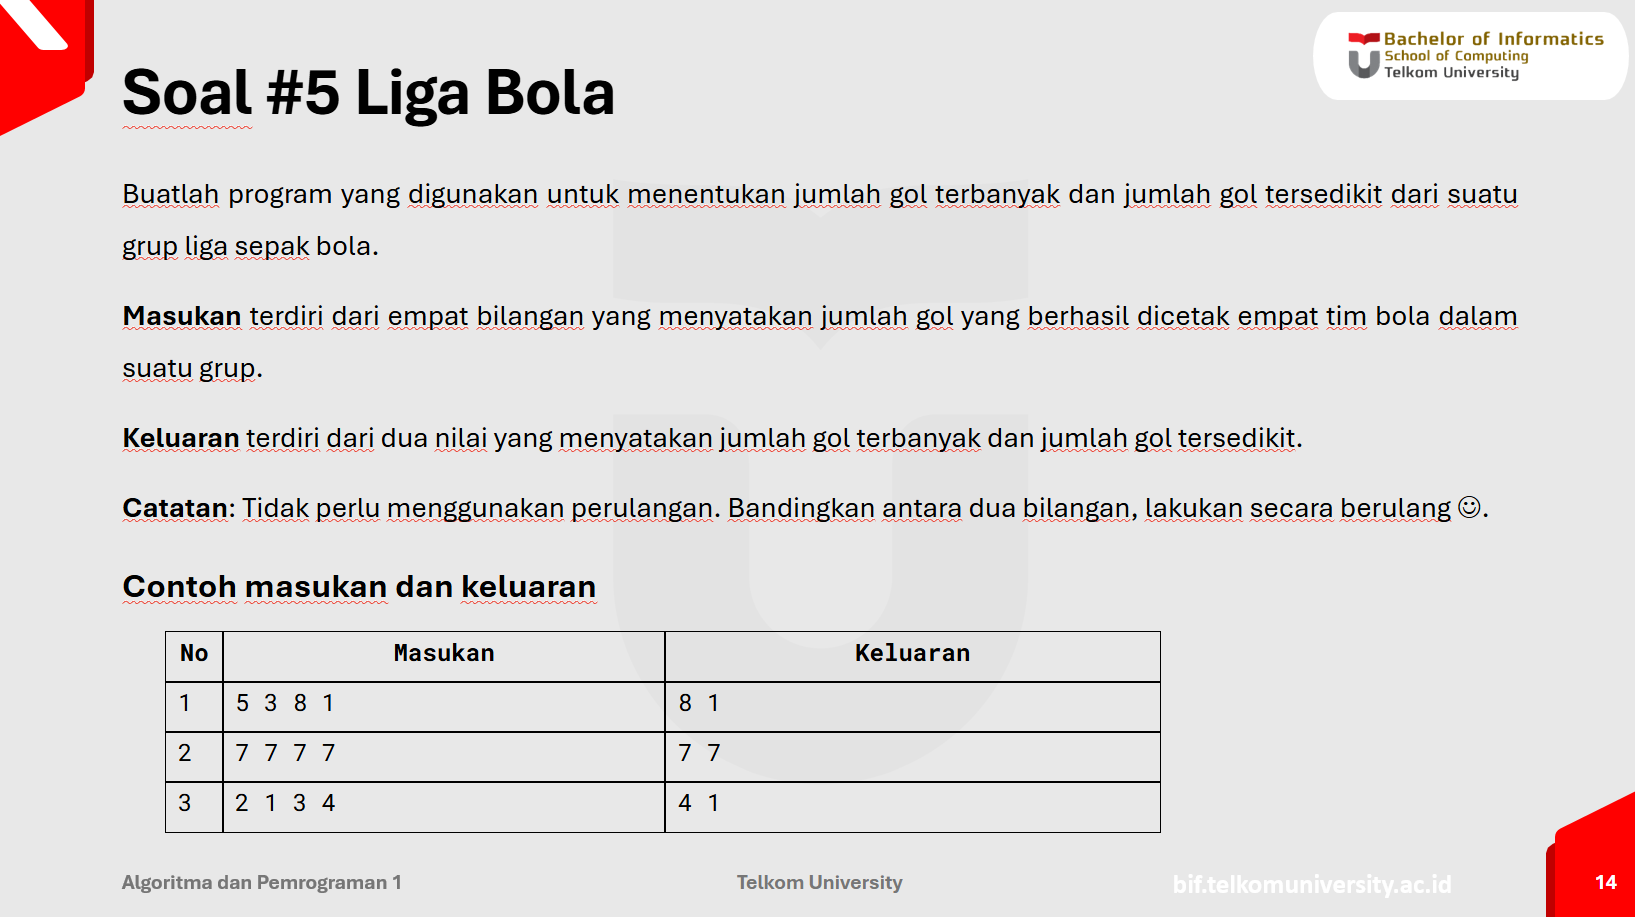 Bachelor of Informatics
School of Computing
Telkom University
Soal #5 Liga Bola
Buatlah program yang digunakan untuk menentukan jumlah gol terbanyak dan jumlah gol tersedikit dari suatu
grup liga sepak bola.
Masukan terdiri dari empat bilangan yang menyatakan jumlah gol yang berhasil dicetak empat tim bola dalam
suatu grup.
Keluaran terdiri dari dua nilai yang menyatakan jumlah gol terbanyak dan jumlah gol tersedikit.
Catatan: Tidak perlu menggunakan perulangan. Bandingkan antara dua bilangan, lakukan secara berulang ☺.
Contoh masukan dan keluaran
No Masukan Keluaran
1 5 3 8 1 8 1
2 7 7 7 7 7 7
3 2 1 3 4 4 1
Algoritma dan Pemrograman 1 Telkom University bif.telkomuniversity.ac.id 14